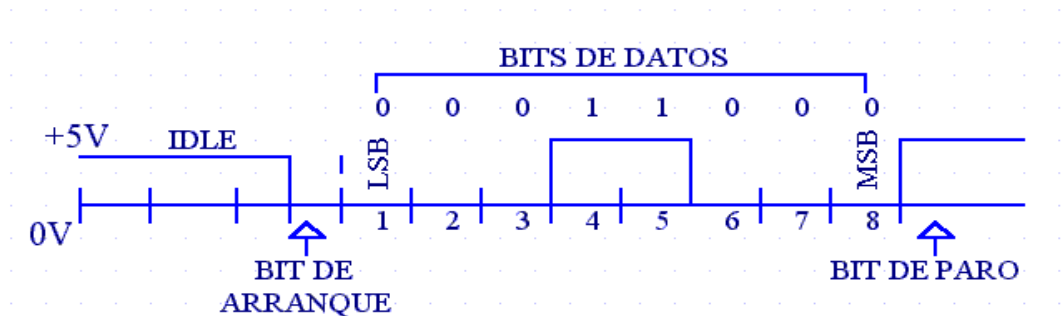 BITS DE DATOS
0 0 0 1 1 0 0 0
+5V IDLE LSB MSB
0V 1 2 3 4 5 6 7 8
BIT DE
ARRANQUE
BIT DE PARO